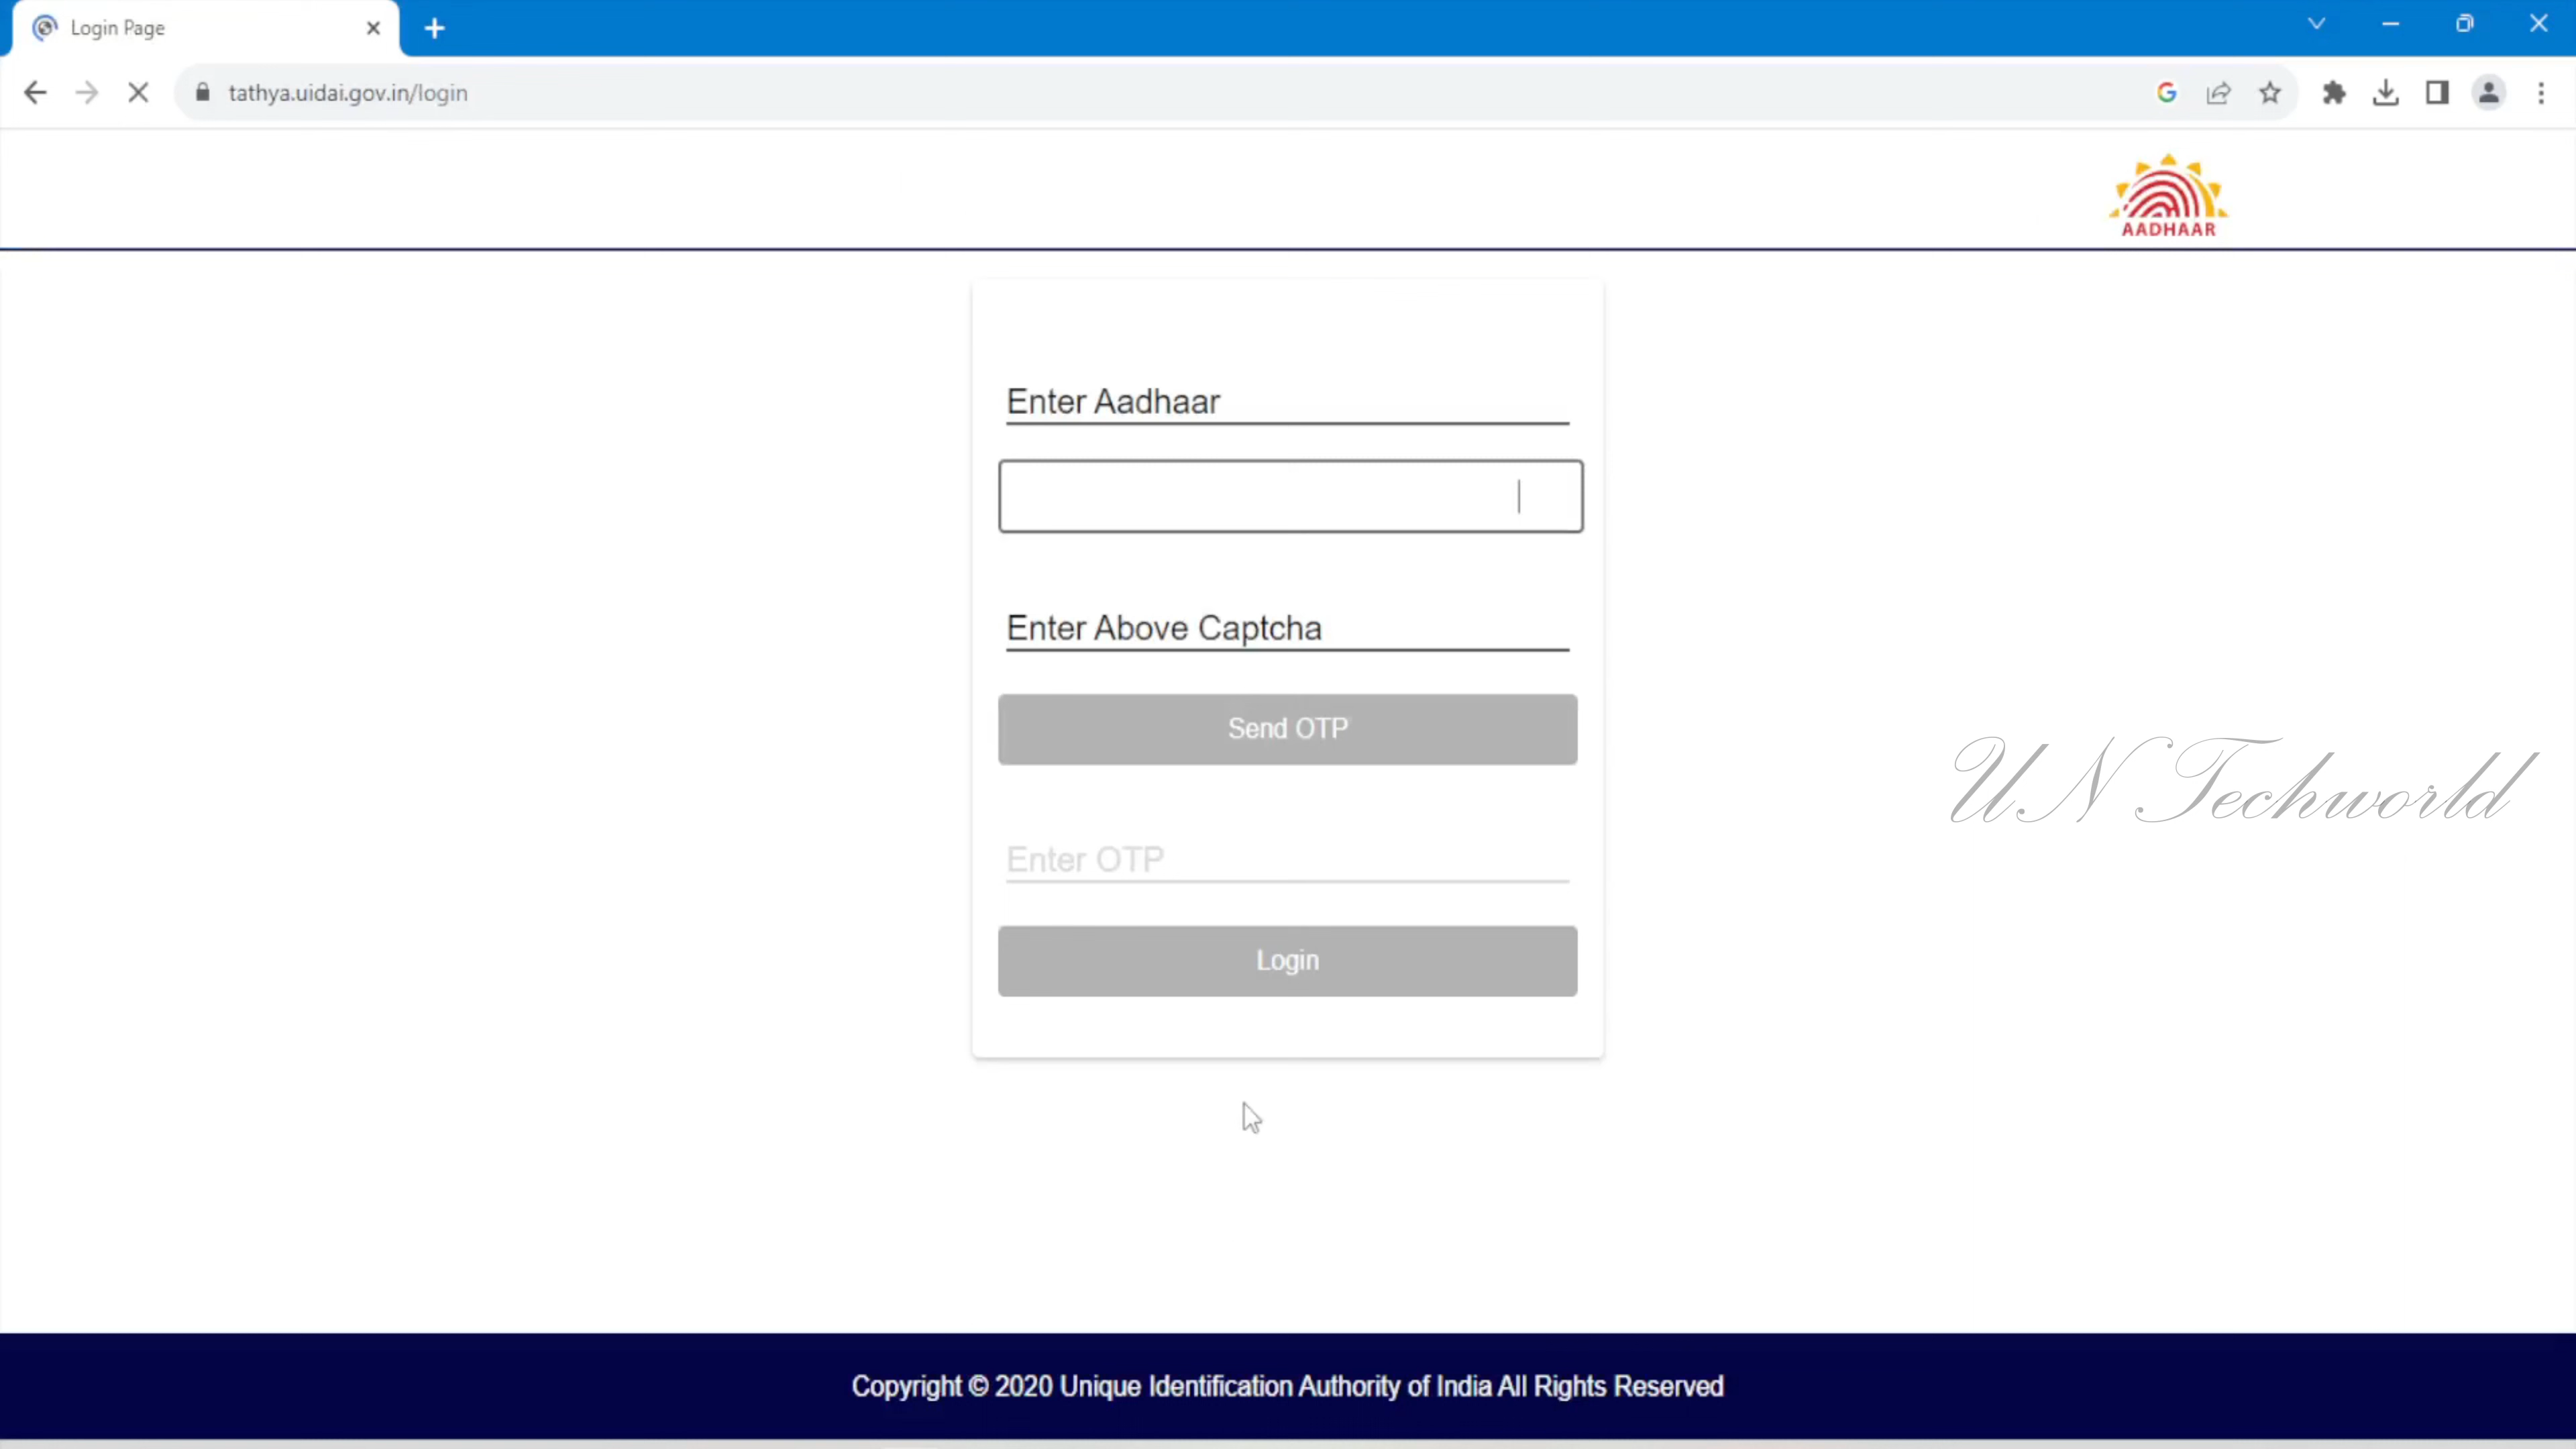 Login Page
tathya.uidai.gov.in/login
AADHAAR
Enter Aadhaar
Enter Above Captcha
Send OTP
UN Techworld
Enter OTP
Login
Copyright © 2020 Unique Identification Authority of India All Rights Reserved